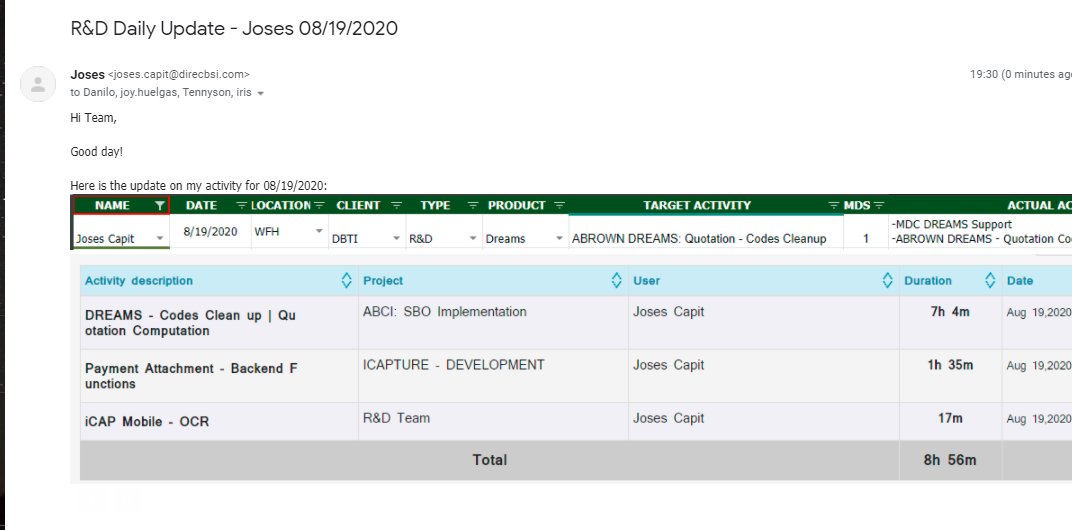 R&D Daily Update - Joses 08/19/2020
Joses <joses.capit@direcbsi.com> 19:30 (0 minutes ago
to Danilo, joy.huelgas, Tennyson, iris
Hi Team,
Good day!
Here is the update on my activity for 08/19/2020:
NAME DATE LOCATION CLIENT TYPE PRODUCT TARGET ACTIVITY MDS ACTUAL AC
Joses Capit 8/19/2020 WFH DBTI R&D Dreams ABROWN DREAMS: Quotation - Codes Cleanup 1 -MDC DREAMS Support
-ABROWN DREAMS - Quotation Co
Activity description Project User Duration Date
DREAMS - Codes Clean up | Qu ABCI: SBO Implementation Joses Capit 7h 4m Aug 19,2020
otation Computation
Payment Attachment - Backend F ICAPTURE - DEVELOPMENT Joses Capit 1h 35m Aug 19,2020
unctions
iCAP Mobile - OCR R&D Team Joses Capit 17m Aug 19,2020
Total 8h 56m